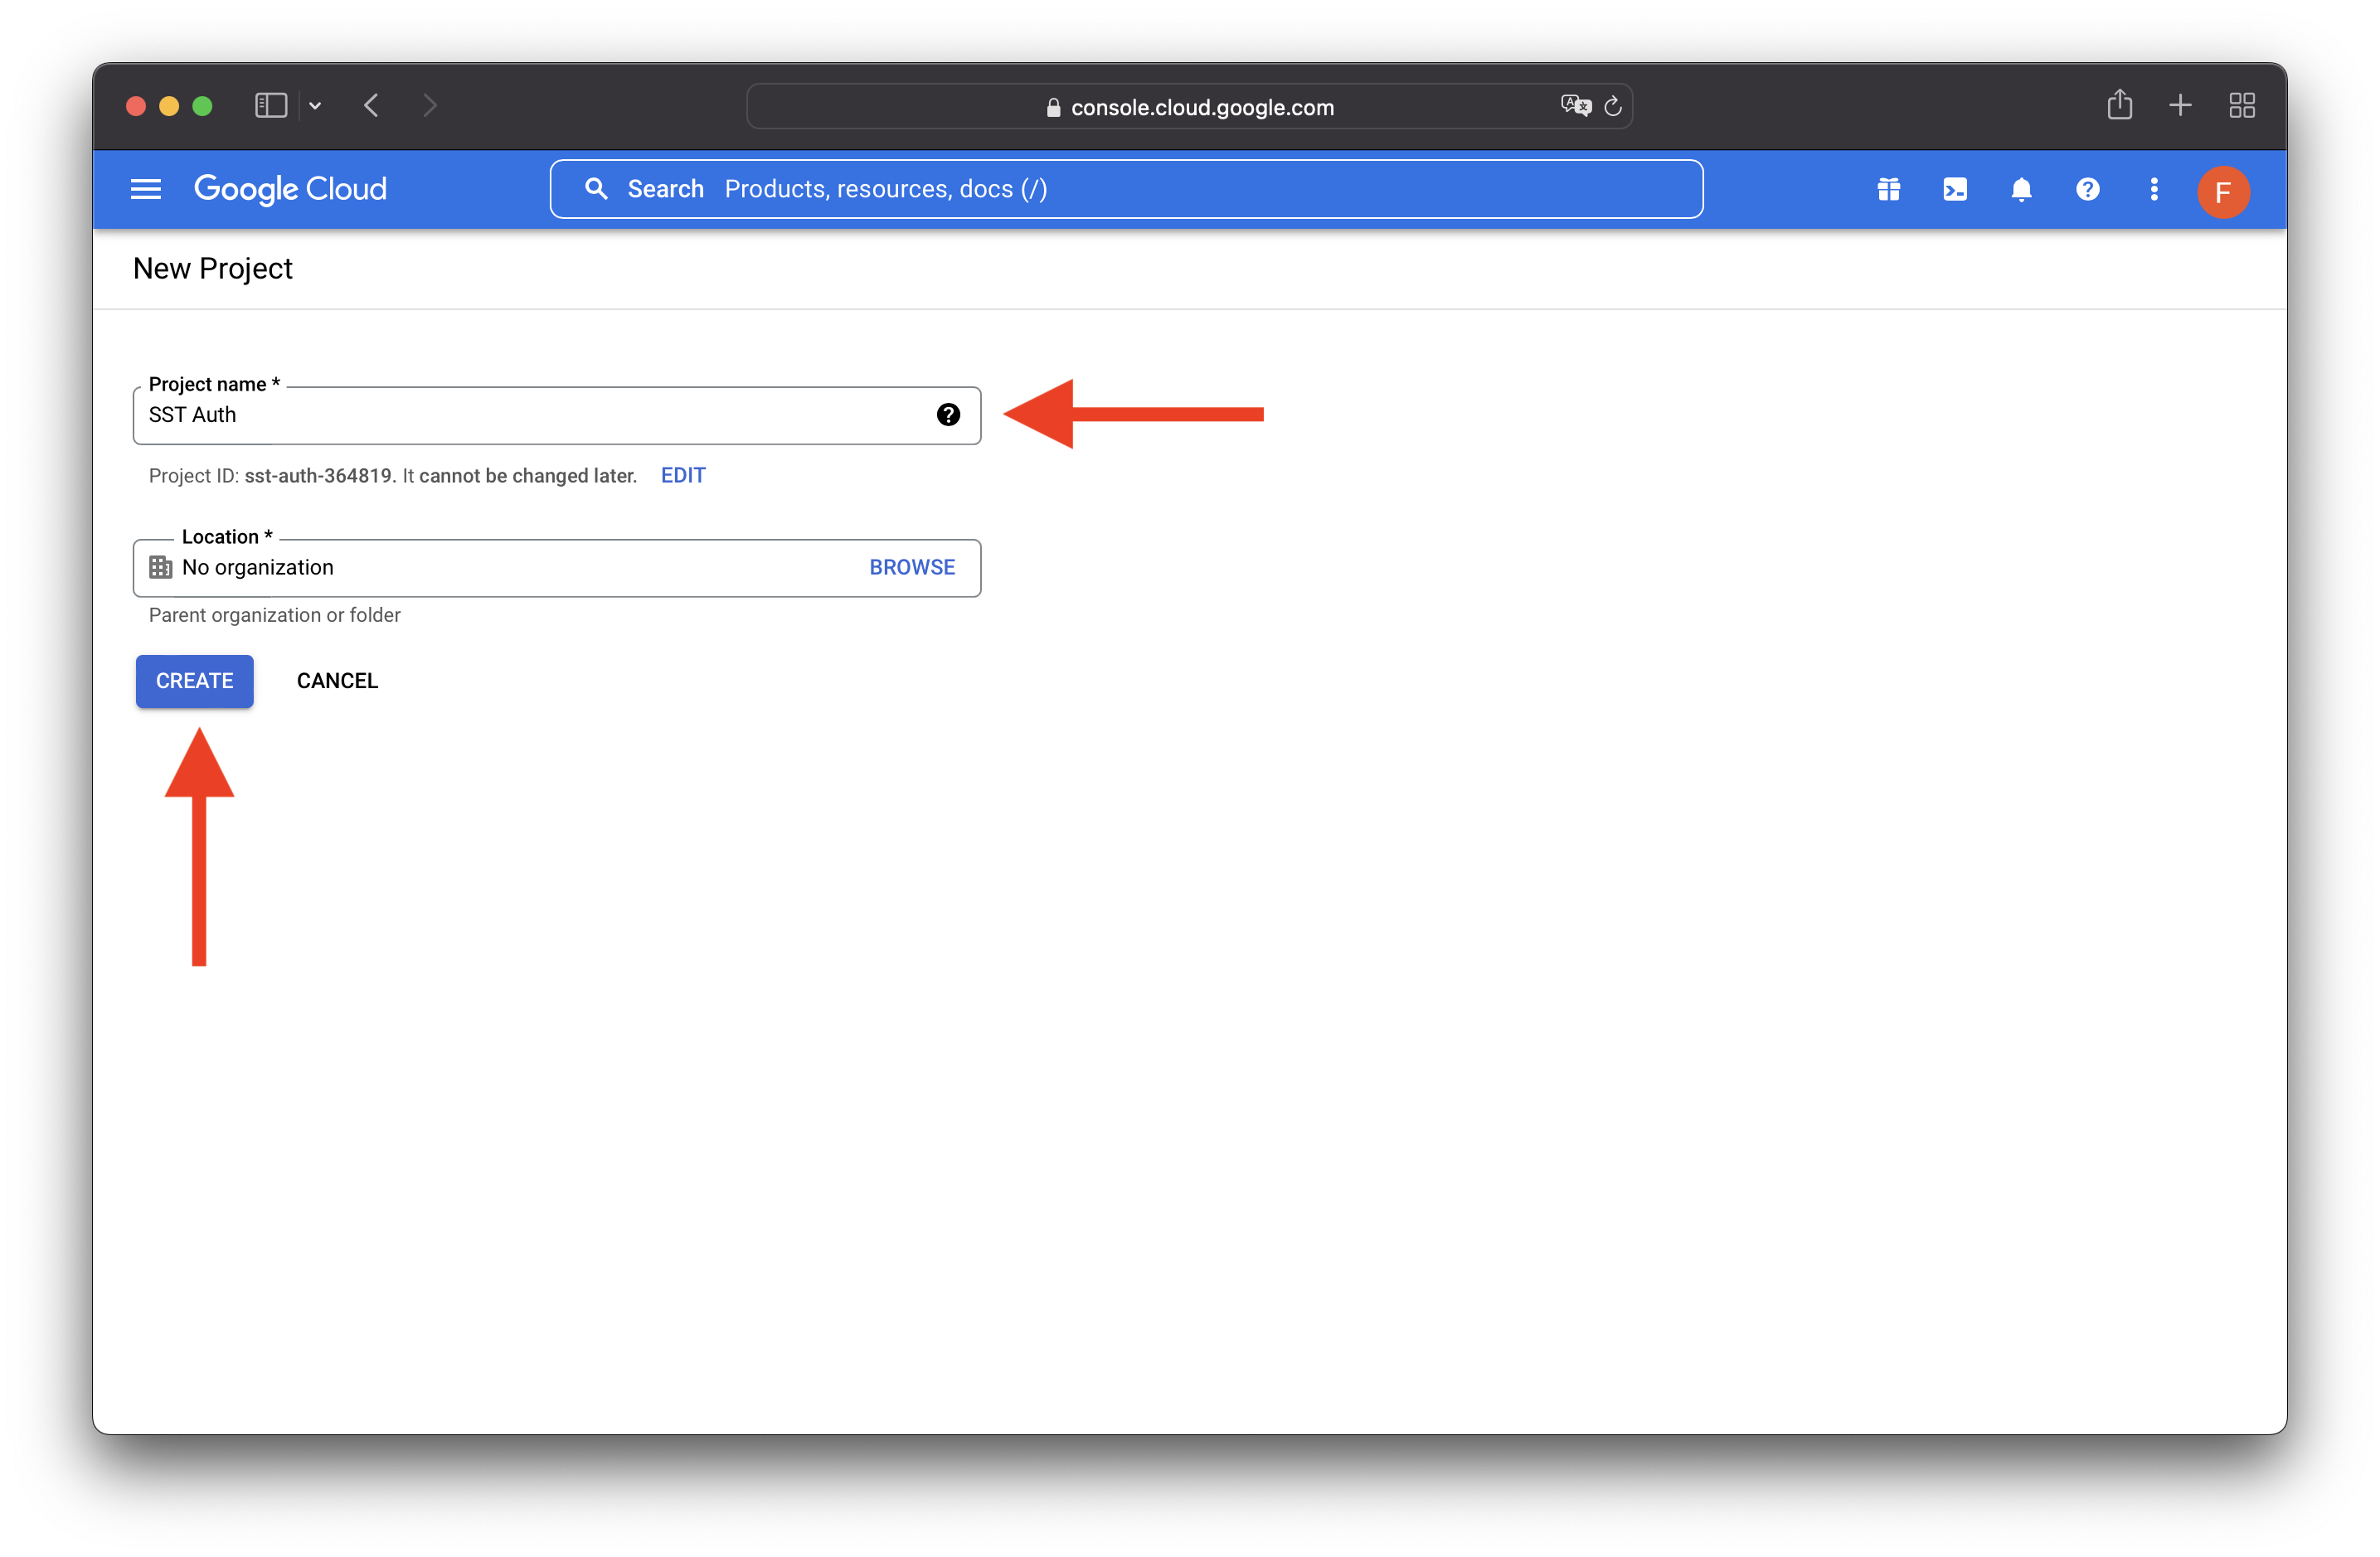 console.cloud.google.com
Google Cloud
Search Products, resources, docs (/)
F
New Project
Project name *
SST Auth
Project ID: sst-auth-364819. It cannot be changed later. EDIT
Location *
No organization BROWSE
Parent organization or folder
CREATE CANCEL